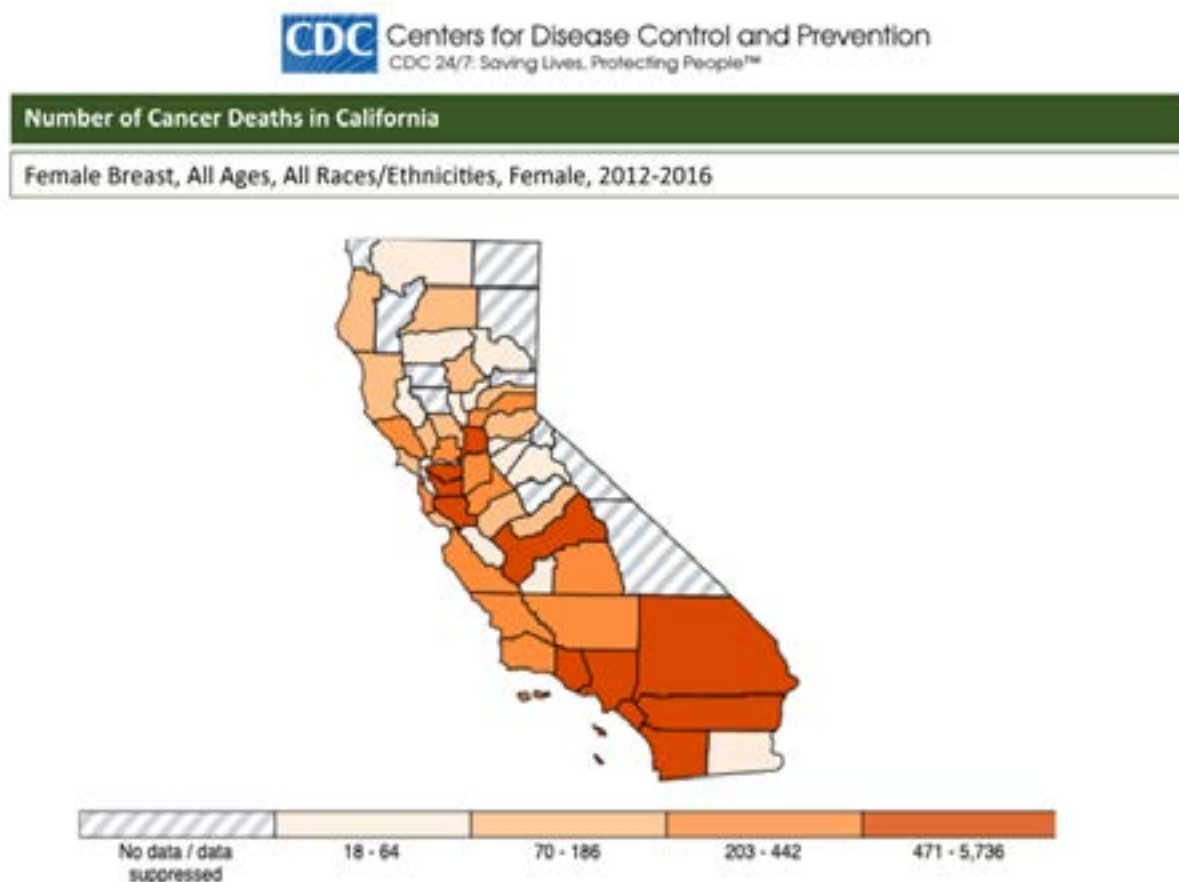 CDC Centers for Disease Control and Prevention
CDC 24/7: Saving Lives, Protecting People™
Number of Cancer Deaths in California
Female Breast, All Ages, All Races/Ethnicities, Female, 2012-2016
No data / data
suppressed
18 - 64
70 - 186
203 - 442
471 - 5,736